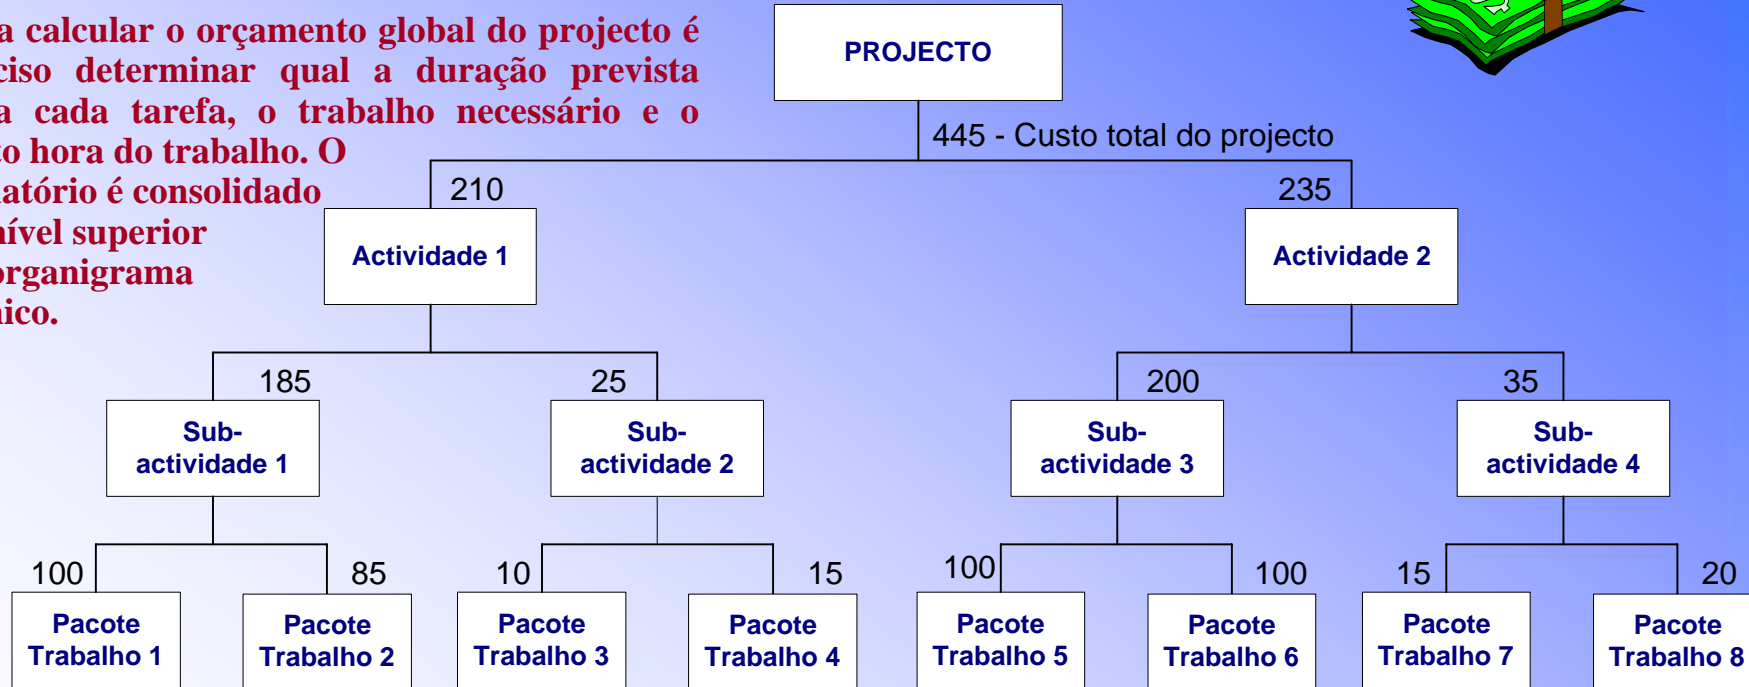 a calcular o orçamento global do projecto é
determinar qual a duração prevista
a cada tarefa, o trabalho necessário e o
hora do trabalho. O
é consolidado
nível superior
organigrama
PROJECTO
445 - Custo total do projecto
210
235
Actividade 1
Actividade 2
185
25
200
35
Sub-
actividade 1
Sub-
actividade 2
Sub-
actividade 3
Sub-
actividade 4
100
85
10
15
100
100
15
20
Pacote
Trabalho 1
Pacote
Trabalho 2
Pacote
Trabalho 3
Pacote
Trabalho 4
Pacote
Trabalho 5
Pacote
Trabalho 6
Pacote
Trabalho 7
Pacote
Trabalho 8